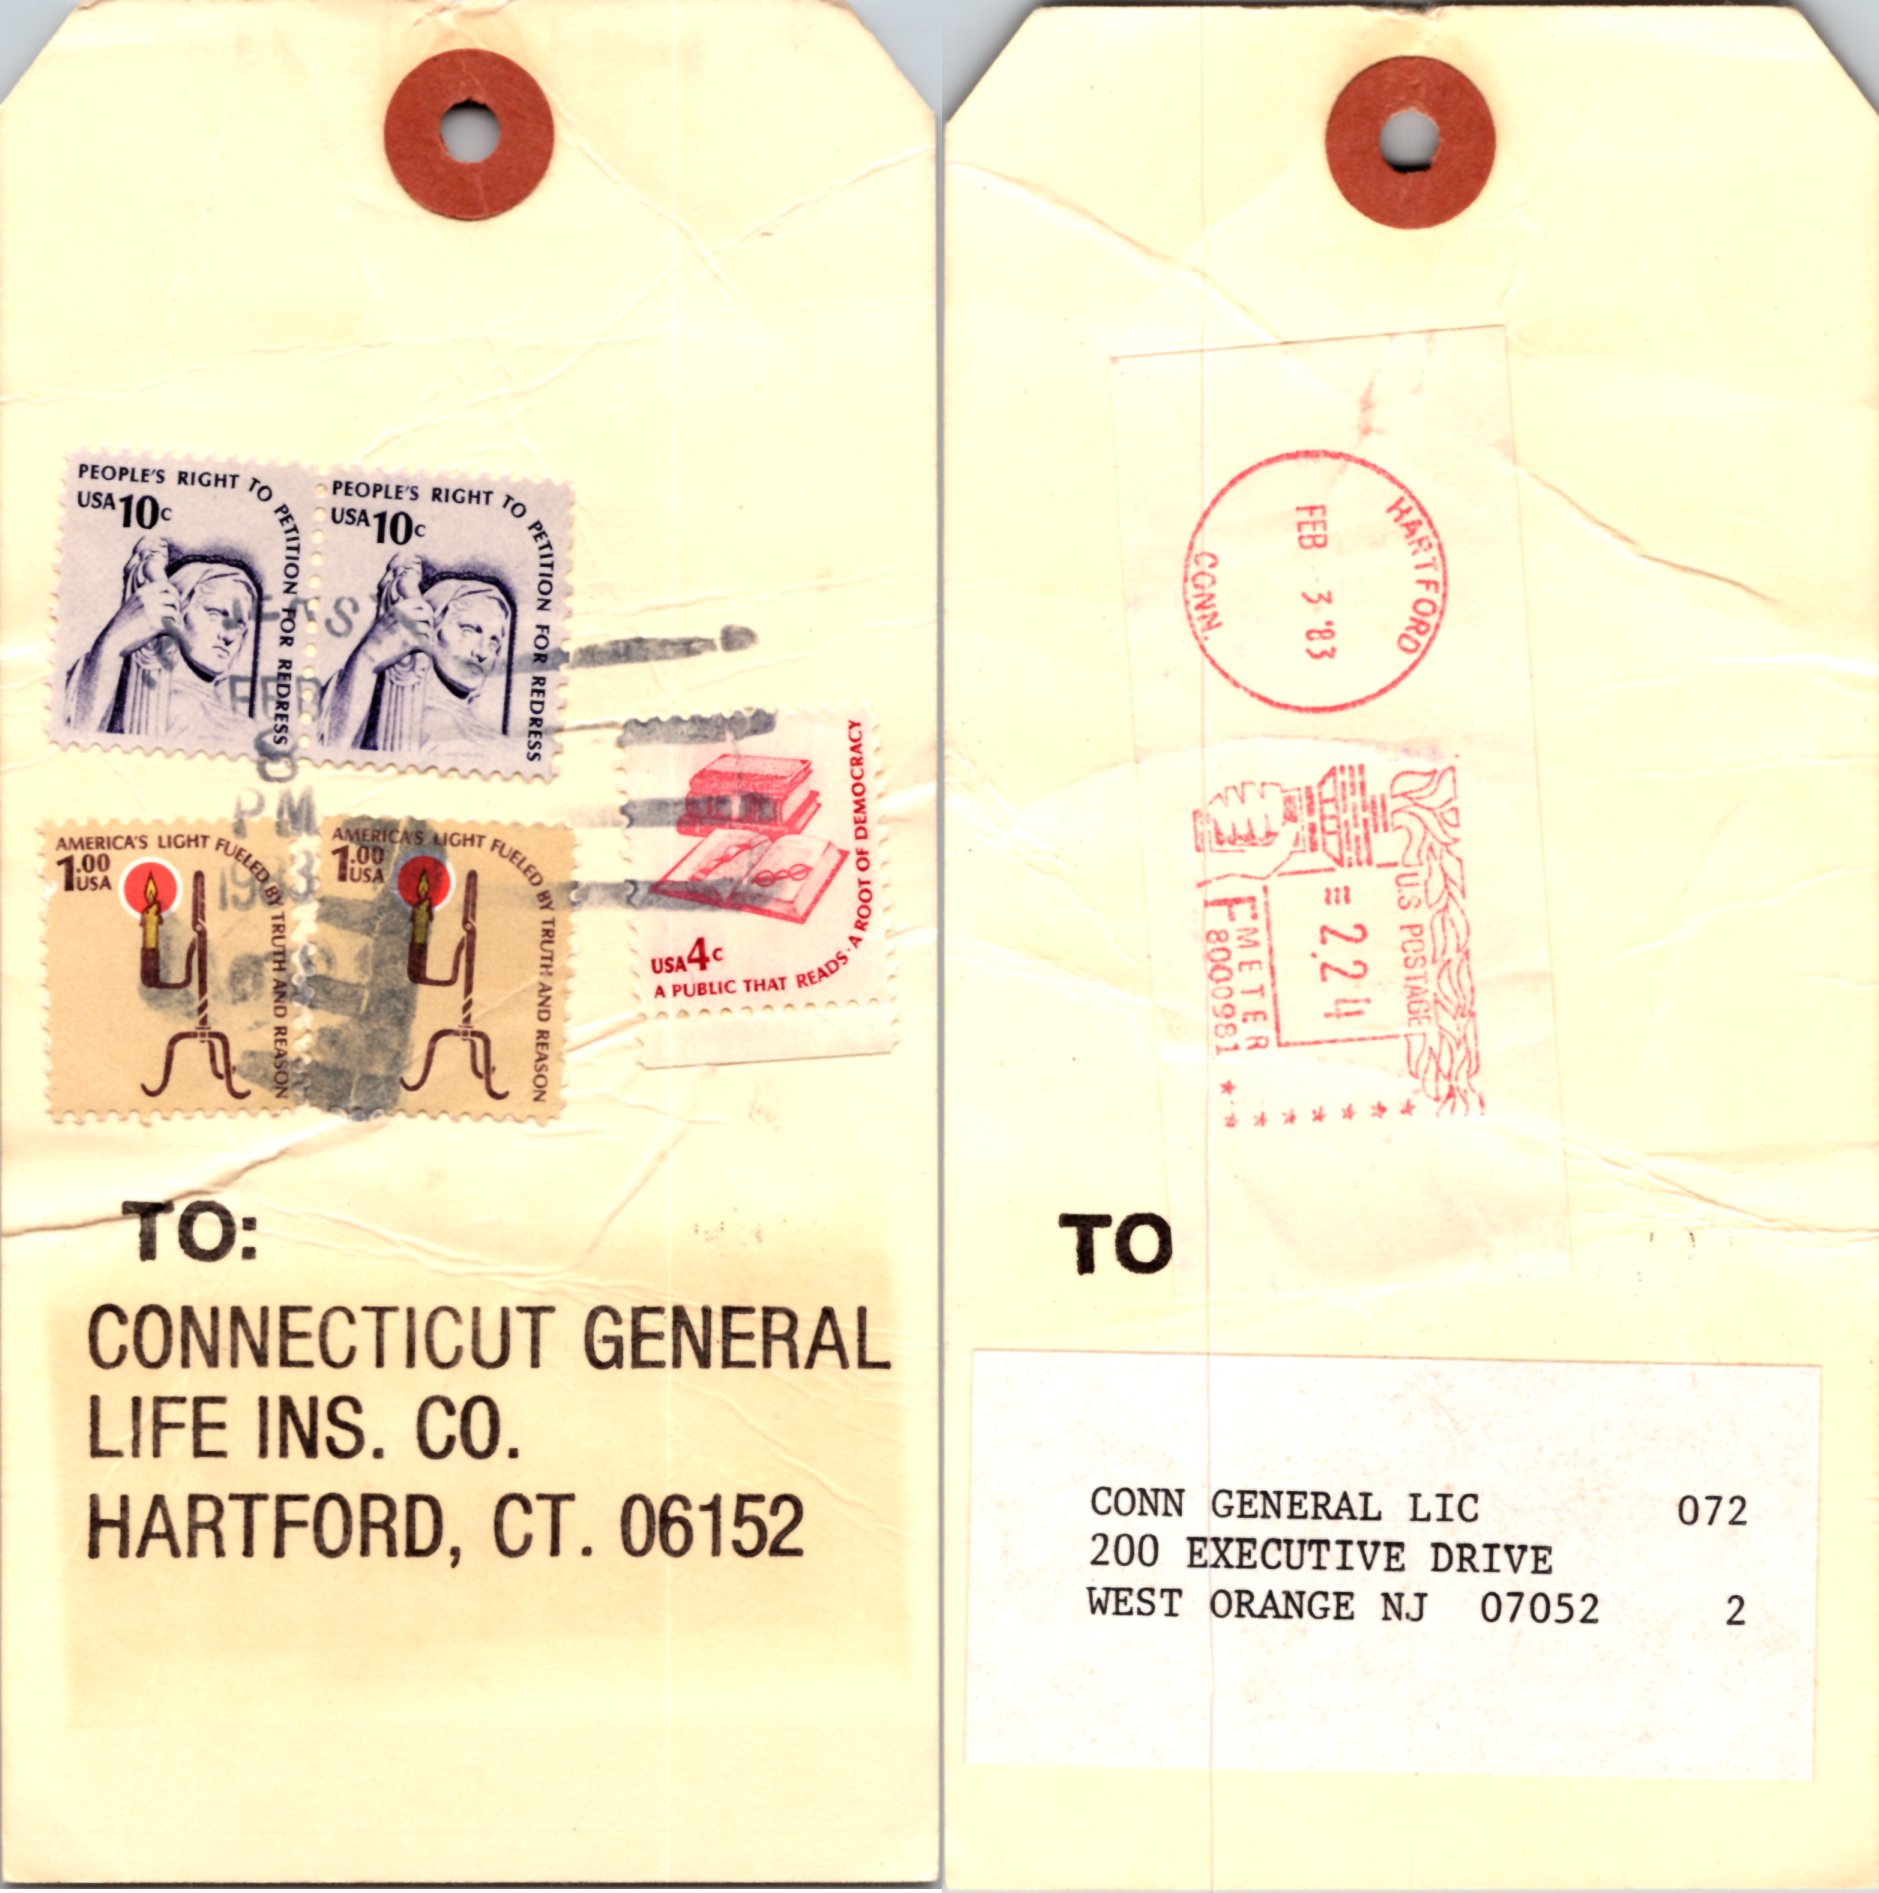 PEOPLE'S RIGHT TO PETITION FOR REDRESS
USA 10c
PEOPLE'S RIGHT TO PETITION FOR REDRESS
USA 10c
FEB
8
PM
1983
AMERICA'S LIGHT FUELED BY TRUTH AND REASON
1.00
USA
AMERICA'S LIGHT FUELED BY TRUTH AND REASON
1.00
USA
USA 4c
A PUBLIC THAT READS · A ROOT OF DEMOCRACY
TO:
CONNECTICUT GENERAL
LIFE INS. CO.
HARTFORD, CT. 06152
HARTFORD
FEB 3 '83
CONN.
U.S. POSTAGE
2.24
METER
8000981
TO
CONN GENERAL LIC 072
200 EXECUTIVE DRIVE
WEST ORANGE NJ 07052 2